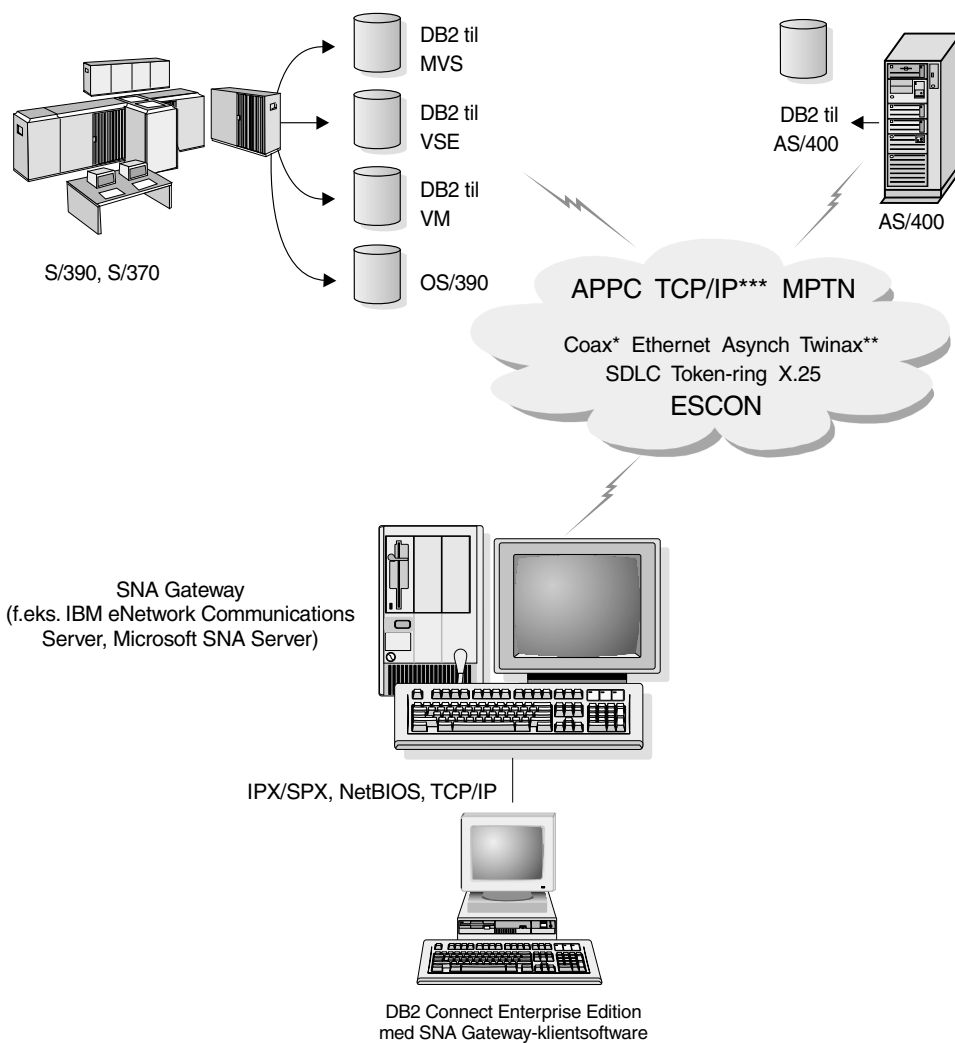 DB2 til
MVS
DB2 til
VSE
DB2 til
VM
OS/390
S/390, S/370
DB2 til
AS/400
AS/400
APPC TCP/IP*** MPTN
Coax* Ethernet Asynch Twinax**
SDLC Token-ring X.25
ESCON
SNA Gateway
(f.eks. IBM eNetwork Communications
Server, Microsoft SNA Server)
IPX/SPX, NetBIOS, TCP/IP
DB2 Connect Enterprise Edition
med SNA Gateway-klientsoftware